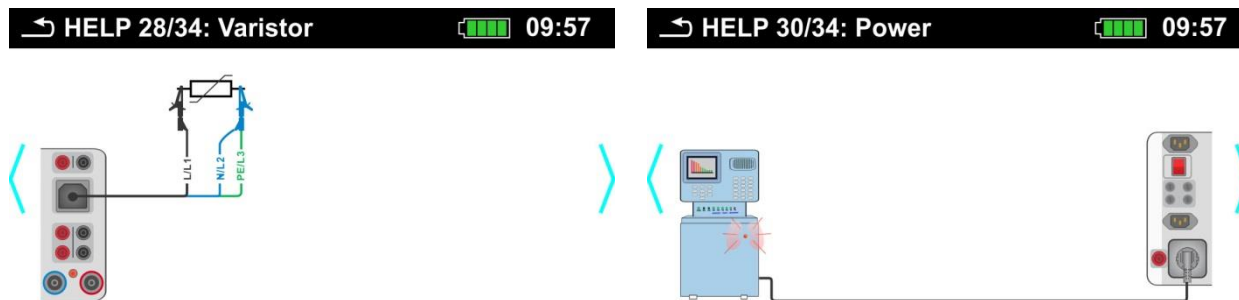 HELP 28/34: Varistor 09:57
L/L1
N/L2
PE/L3
HELP 30/34: Power 09:57